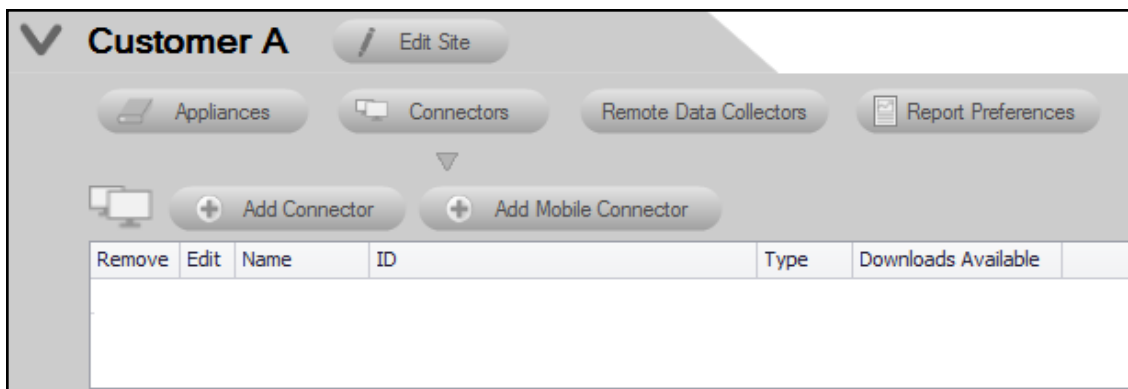 Customer A Edit Site
Appliances Connectors Remote Data Collectors Report Preferences
Add Connector Add Mobile Connector
Remove Edit Name ID Type Downloads Available